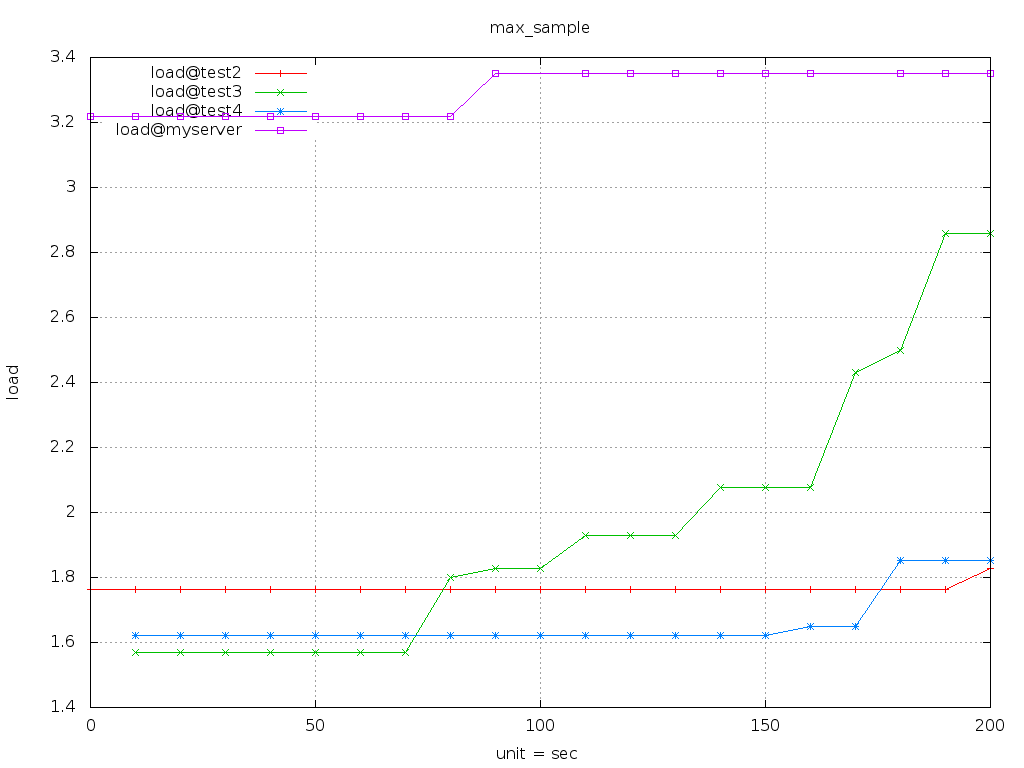 max_sample
3.4
load@test2
load@test3
load@test4
load@myserver
3.2
3
2.8
2.6
2.4
load
2.2
2
1.8
1.6
1.4
0 50 100 150 200
unit = sec